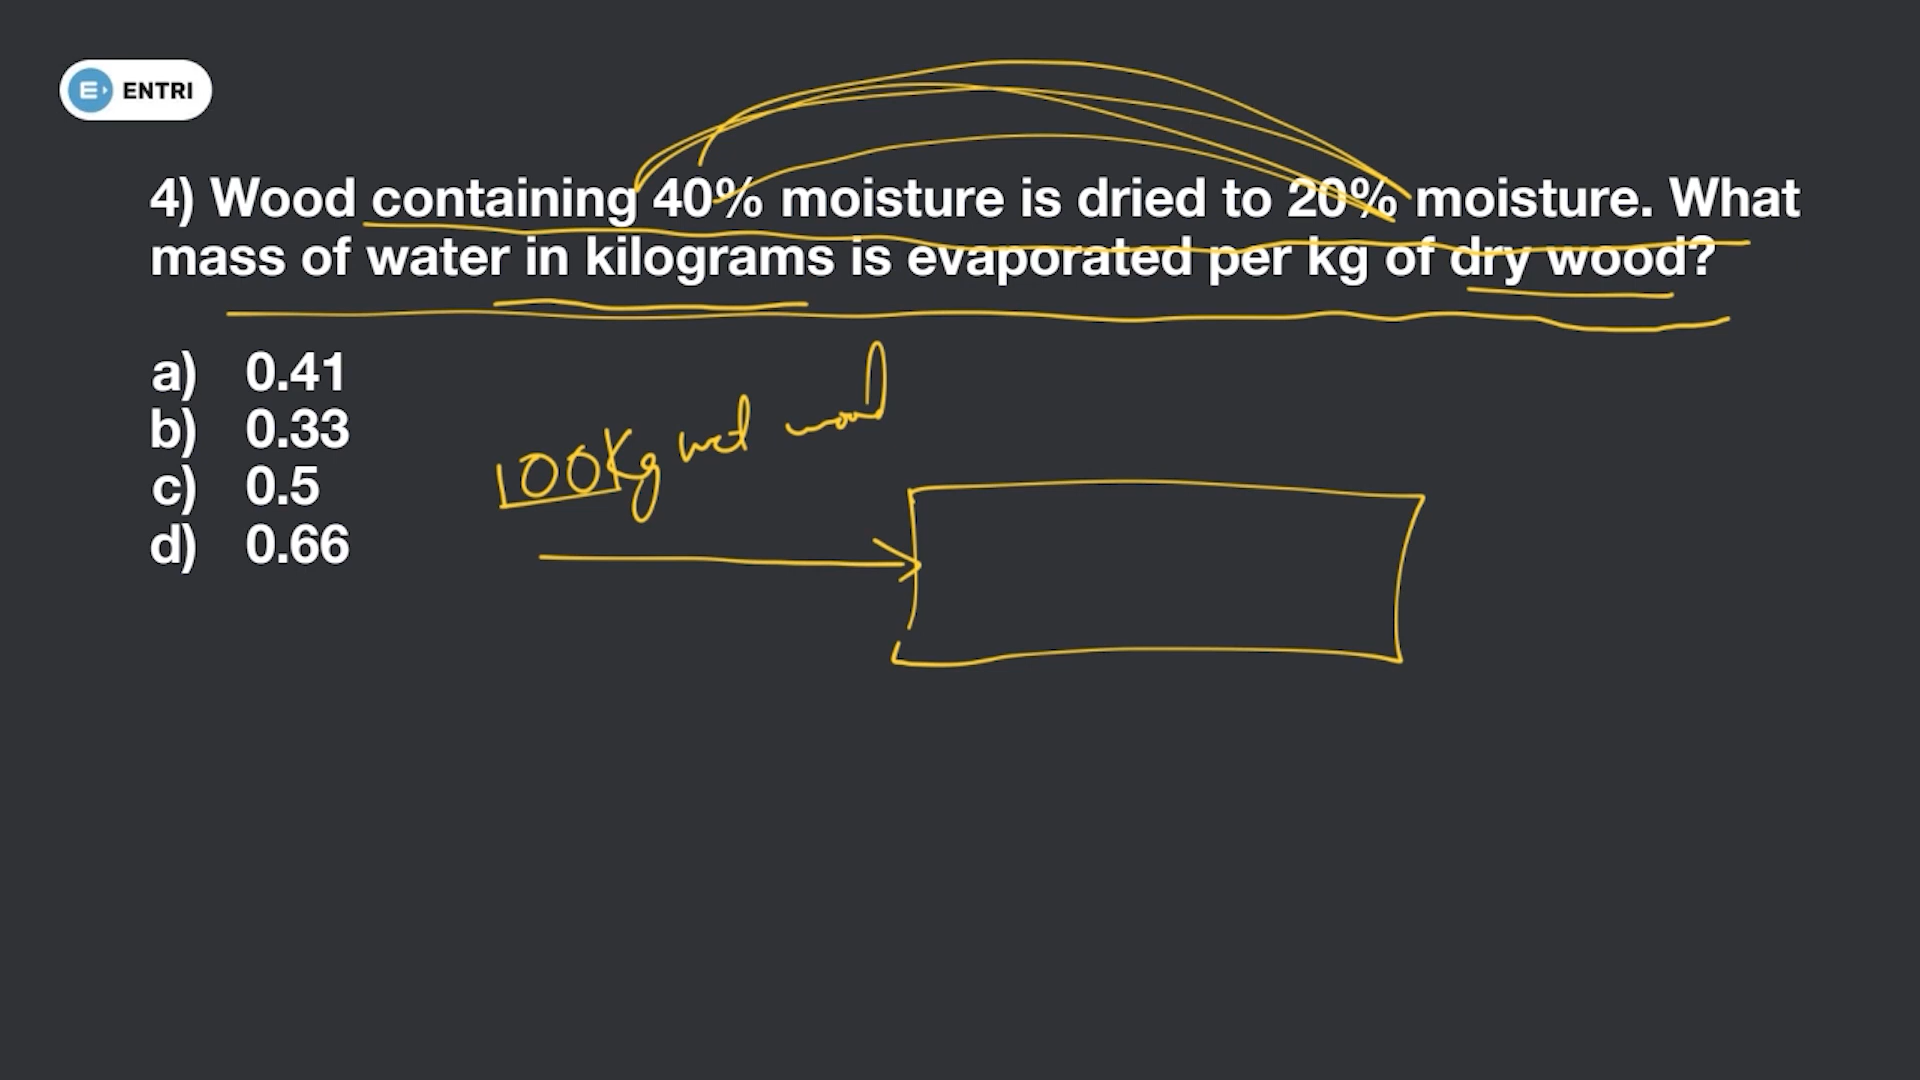 ENTRI
4) Wood containing 40% moisture is dried to 20% moisture. What
mass of water in kilograms is evaporated per kg of dry wood?
a) 0.41
b) 0.33
c) 0.5
d) 0.66
100Kg wet wood